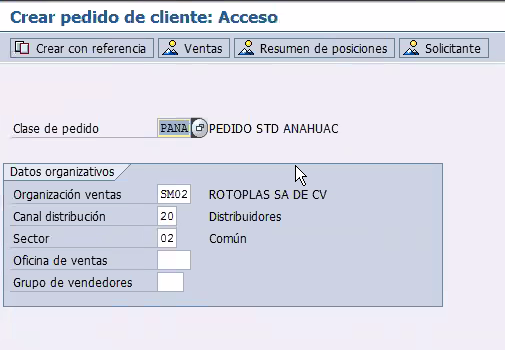 Crear pedido de cliente: Acceso
Crear con referencia Ventas Resumen de posiciones Solicitante
Clase de pedido PANA PEDIDO STD ANAHUAC
Datos organizativos
Organización ventas SM02 ROTOPLAS SA DE CV
Canal distribución 20 Distribuidores
Sector 02 Común
Oficina de ventas
Grupo de vendedores